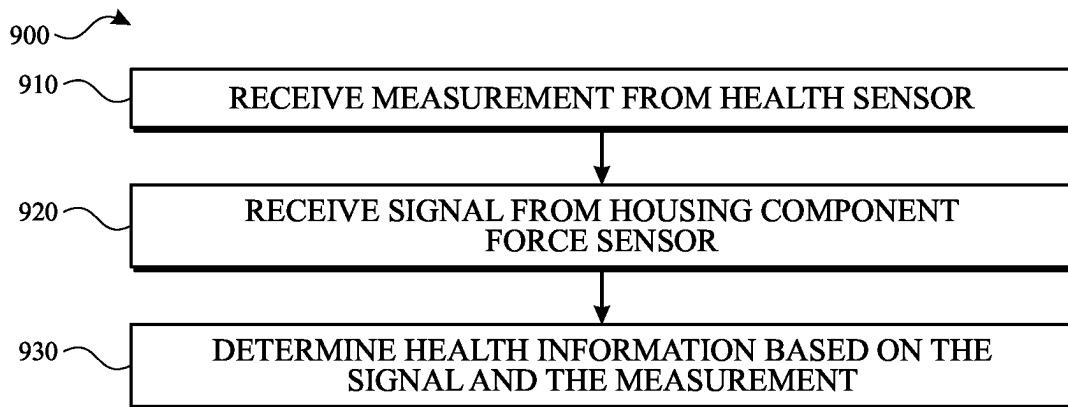 900
910
RECEIVE MEASUREMENT FROM HEALTH SENSOR
920
RECEIVE SIGNAL FROM HOUSING COMPONENT
FORCE SENSOR
930
DETERMINE HEALTH INFORMATION BASED ON THE
SIGNAL AND THE MEASUREMENT